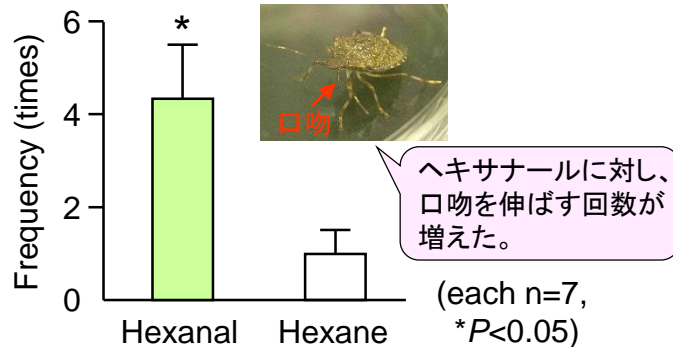 Frequency (times)
6
4
2
0
*
口吻
ヘキサナールに対し、
口吻を伸ばす回数が
増えた。
Hexanal
Hexane
(each n=7,
*P<0.05)